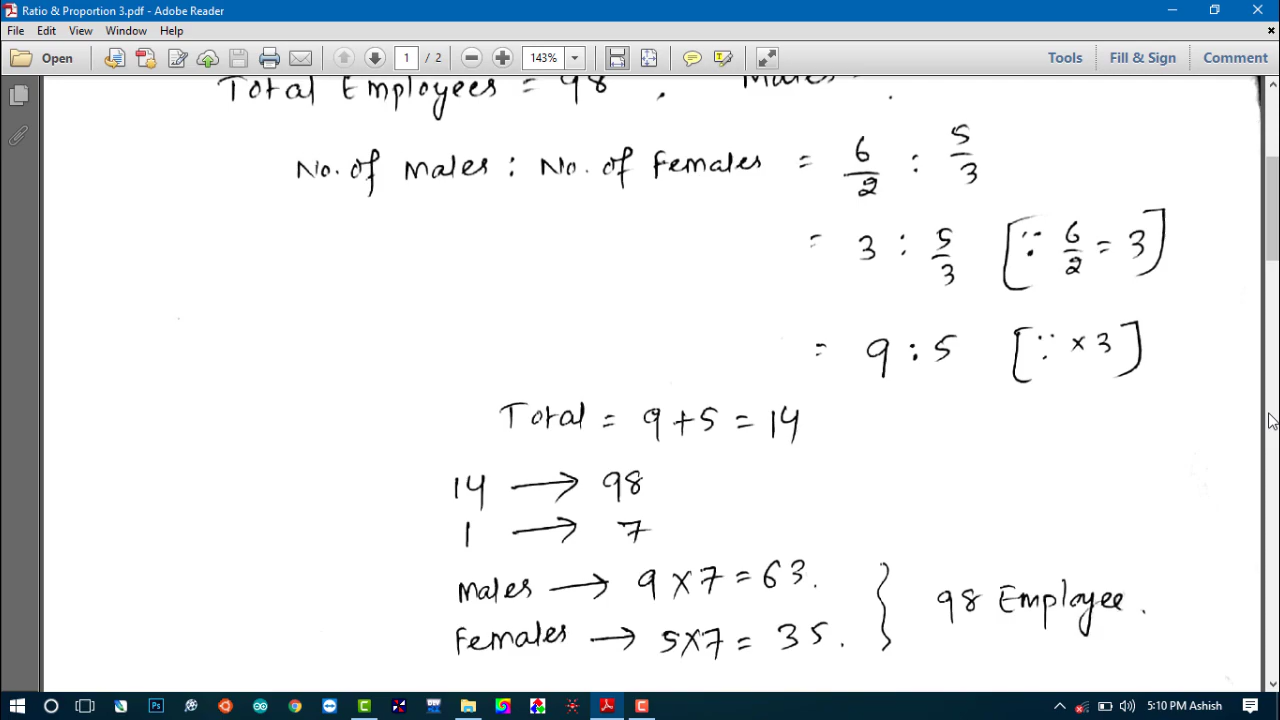 Ratio & Proportion 3.pdf - Adobe Reader
File Edit View Window Help
Open 1 / 2 143% Tools Fill & Sign Comment
Total Employees = 98 , Males
No. of Males : No. of Females = 6/2 : 5/3
= 3 : 5/3 [∵ 6/2 = 3]
= 9 : 5 [∵ × 3]
Total = 9 + 5 = 14
14 → 98
1 → 7
Males → 9 × 7 = 63.
Females → 5×7 = 35.
} 98 Employee.
5:10 PM Ashish